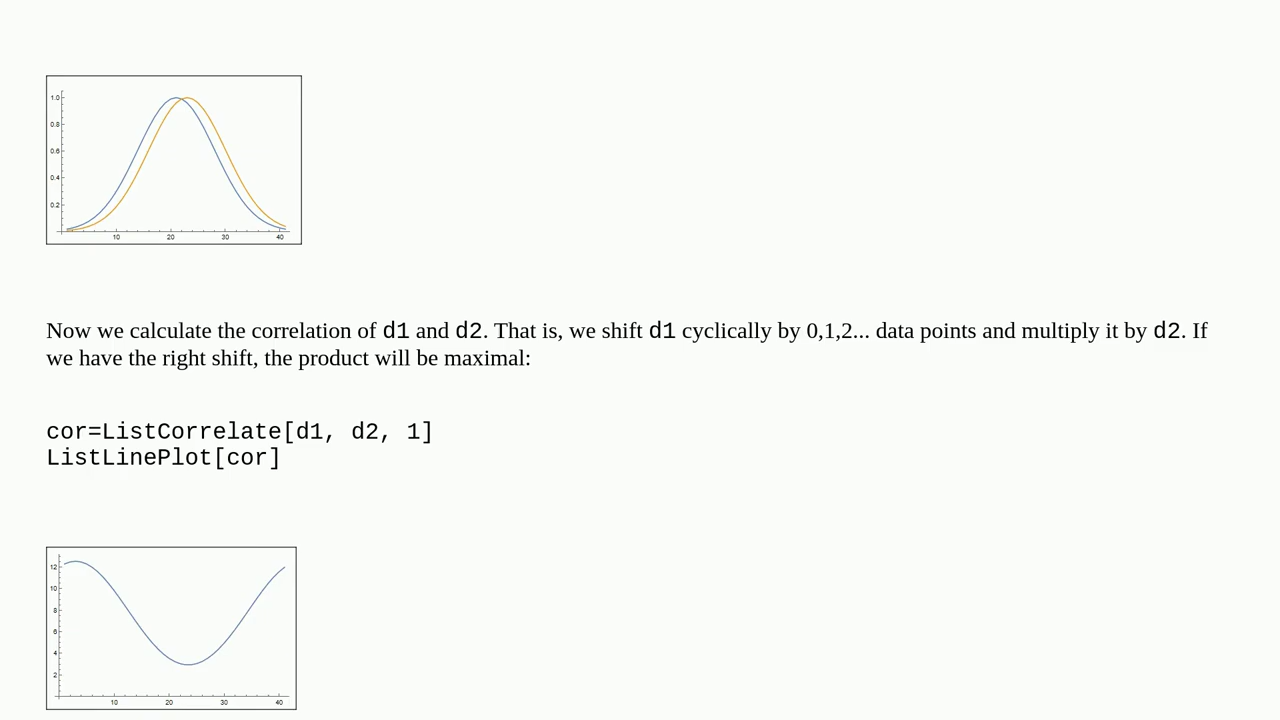 1.0
0.8
0.6
0.4
0.2
10 20 30 40
Now we calculate the correlation of d1 and d2. That is, we shift d1 cyclically by 0,1,2... data points and multiply it by d2. If
we have the right shift, the product will be maximal:
cor=ListCorrelate[d1, d2, 1]
ListLinePlot[cor]
12
10
8
6
4
2
10 20 30 40